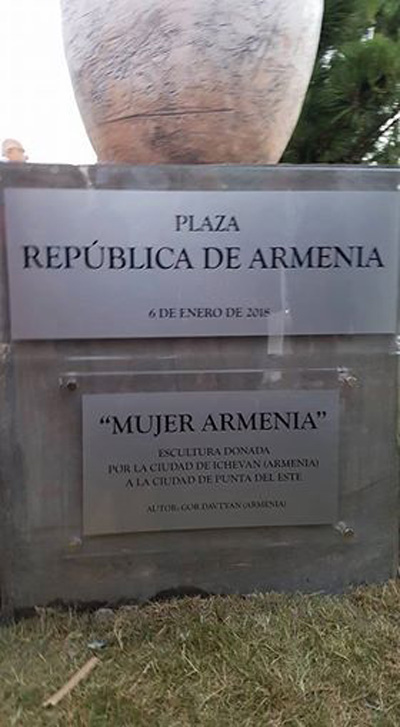 PLAZA
REPÚBLICA DE ARMENIA
6 DE ENERO DE 2018
“MUJER ARMENIA”
ESCULTURA DONADA
POR LA CIUDAD DE ICHEVAN (ARMENIA)
A LA CIUDAD DE PUNTA DEL ESTE
AUTOR: GOR DAVTYAN (ARMENIA)